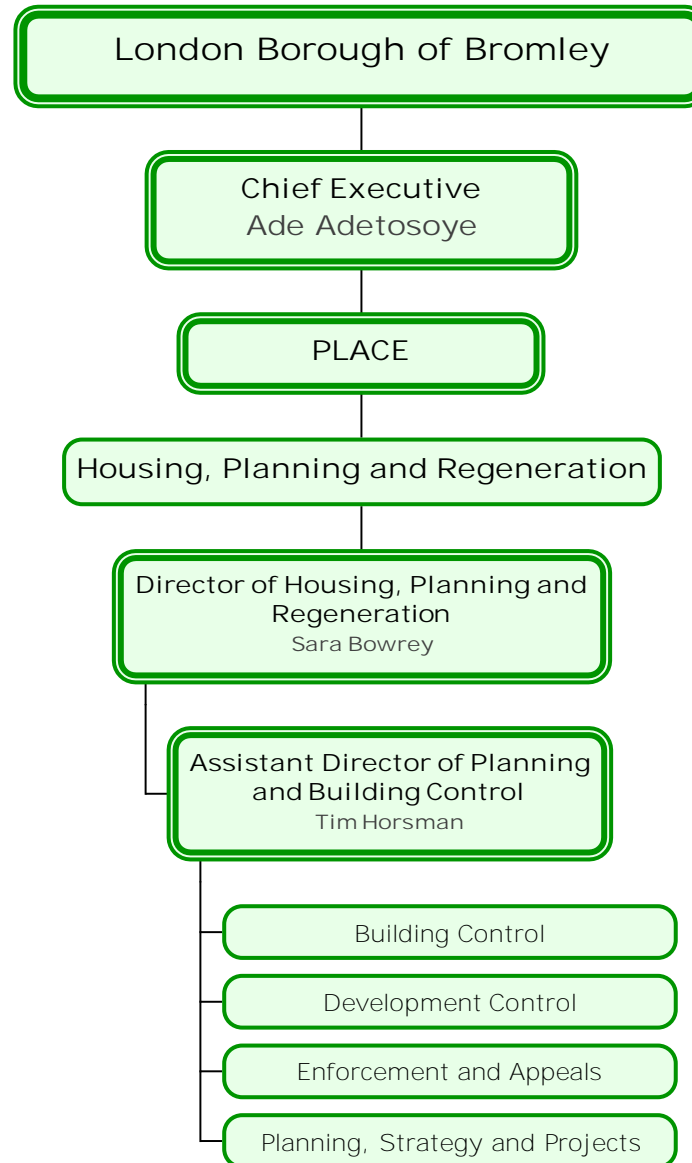 London Borough of Bromley
Chief Executive
Ade Adetosoye
PLACE
Housing, Planning and Regeneration
Director of Housing, Planning and
Regeneration
Sara Bowrey
Assistant Director of Planning
and Building Control
Tim Horsman
Building Control
Development Control
Enforcement and Appeals
Planning, Strategy and Projects